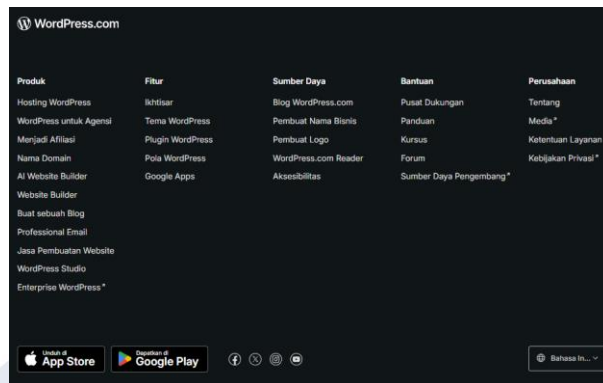 WordPress.com
Produk
Hosting WordPress
WordPress untuk Agensi
Menjadi Afiliasi
Nama Domain
AI Website Builder
Website Builder
Buat sebuah Blog
Professional Email
Jasa Pembuatan Website
WordPress Studio
Enterprise WordPress
Fitur
Ikhtisar
Tema WordPress
Plugin WordPress
Pola WordPress
Google Apps
Sumber Daya
Blog WordPress.com
Pembuat Nama Bisnis
Pembuat Logo
WordPress.com Reader
Aksesibilitas
Bantuan
Pusat Dukungan
Panduan
Kursus
Forum
Sumber Daya Pengembang
Perusahaan
Tentang
Media
Ketentuan Layanan
Kebijakan Privasi
Unduh di
App Store
Dapatkan di
Google Play
Bahasa In...